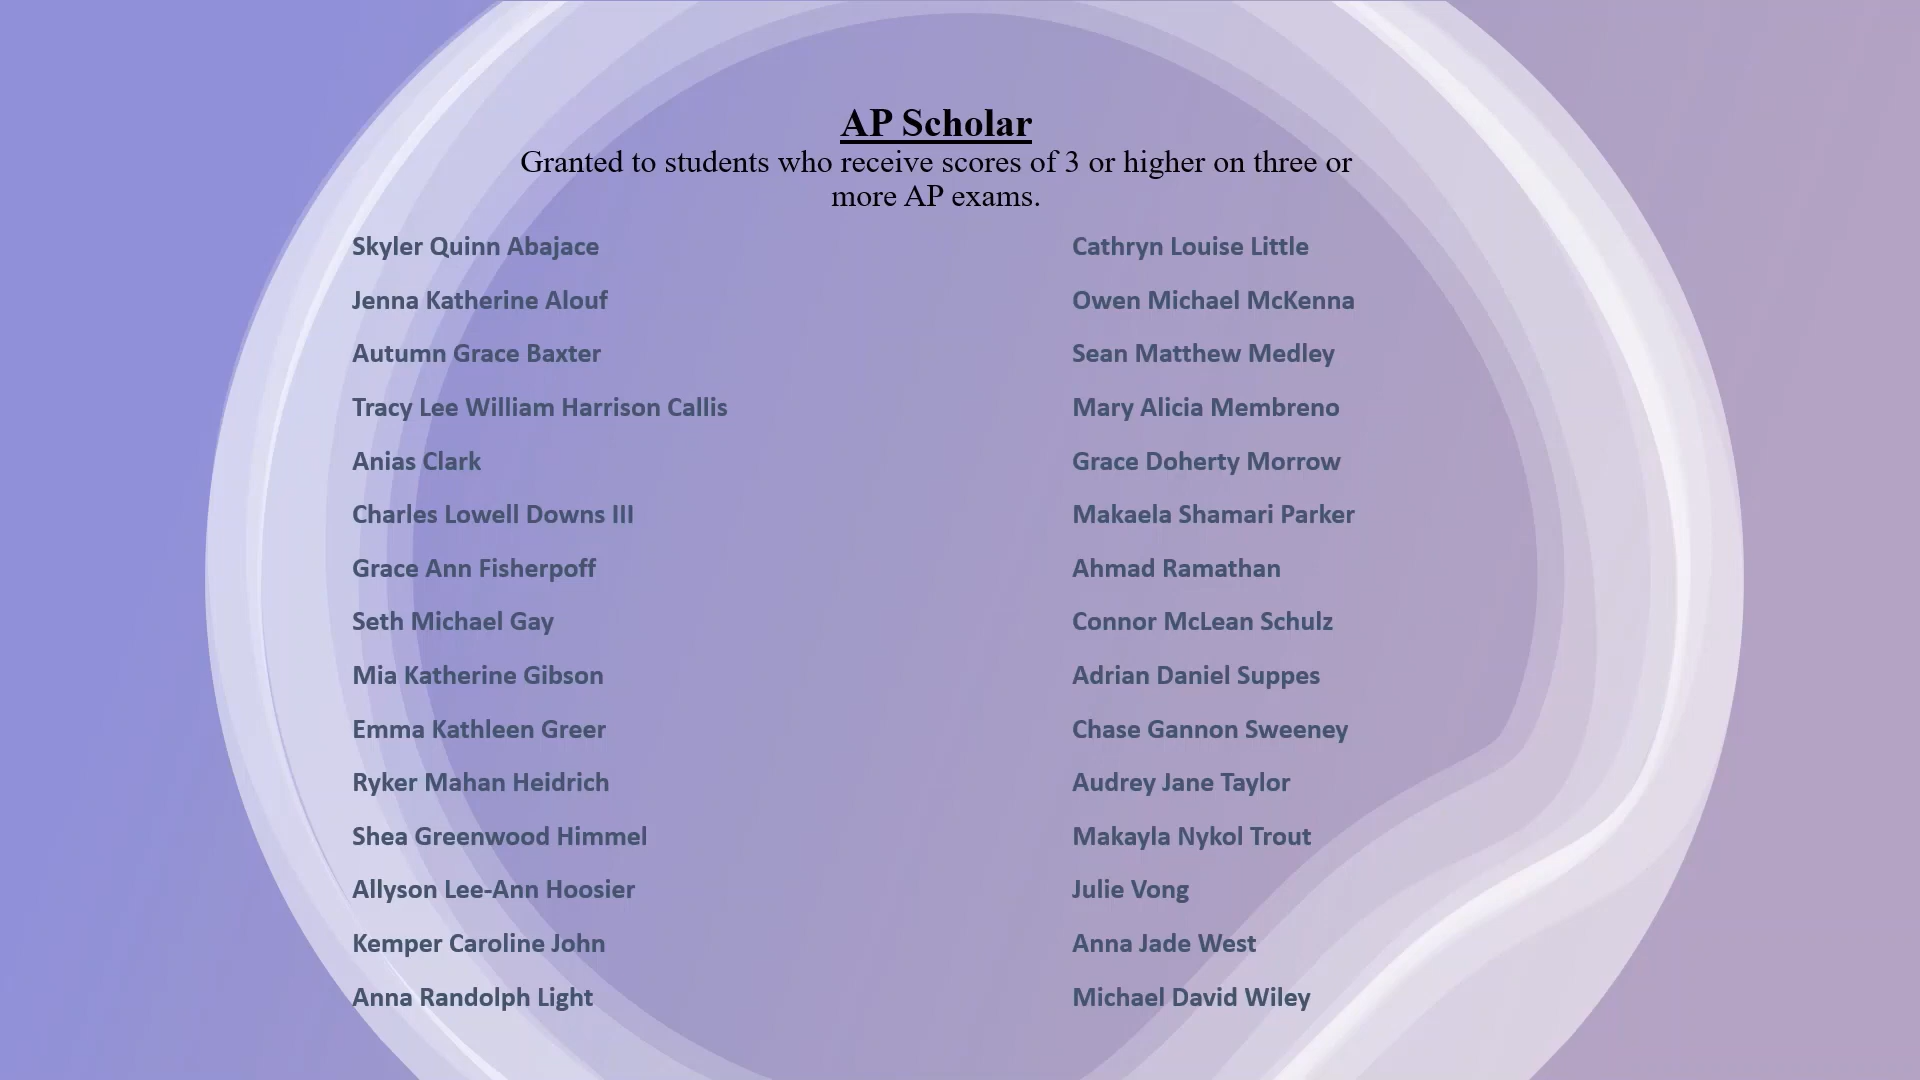 AP Scholar
Granted to students who receive scores of 3 or higher on three or
more AP exams.
Skyler Quinn Abajace
Jenna Katherine Alouf
Autumn Grace Baxter
Tracy Lee William Harrison Callis
Anias Clark
Charles Lowell Downs III
Grace Ann Fisherpoff
Seth Michael Gay
Mia Katherine Gibson
Emma Kathleen Greer
Ryker Mahan Heidrich
Shea Greenwood Himmel
Allyson Lee-Ann Hoosier
Kemper Caroline John
Anna Randolph Light
Cathryn Louise Little
Owen Michael McKenna
Sean Matthew Medley
Mary Alicia Membreno
Grace Doherty Morrow
Makaela Shamari Parker
Ahmad Ramathan
Connor McLean Schulz
Adrian Daniel Suppes
Chase Gannon Sweeney
Audrey Jane Taylor
Makayla Nykol Trout
Julie Vong
Anna Jade West
Michael David Wiley